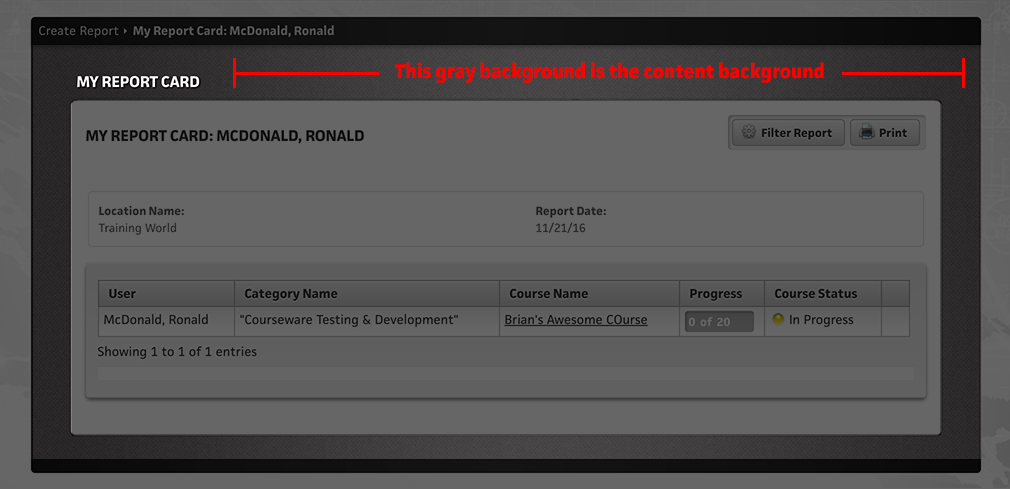 Create Report ▸ My Report Card: McDonald, Ronald
This gray background is the content background
MY REPORT CARD
MY REPORT CARD: MCDONALD, RONALD
Filter Report Print
Location Name: Report Date:
Training World 11/21/16
User Category Name Course Name Progress Course Status
McDonald, Ronald "Courseware Testing & Development" Brian's Awesome COurse 0 of 20 In Progress
Showing 1 to 1 of 1 entries